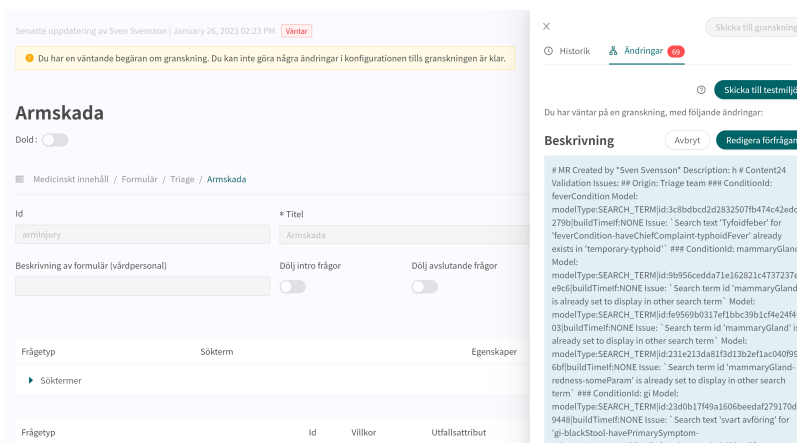 Senaste uppdatering av Sven Svensson | January 26, 2023 02:23 PM Väntar
Du har en väntande begäran om granskning. Du kan inte göra några ändringar i konfigurationen tills granskningen är klar.
Armskada
Dold :
Medicinskt innehåll / Formulär / Triage / Armskada
Id
* Titel
armInjury
Armskada
Beskrivning av formulär (vårdpersonal)
Dölj intro frågor
Dölj avslutande frågor
Frågetyp Sökterm Egenskaper
Söktermer
Frågetyp Id Villkor Utfallsattribut
X
Skicka till granskning
Historik Ändringar 69
Skicka till testmiljö
Du har väntar på en granskning, med följande ändringar:
Beskrivning Avbryt Redigera förfrågan
# MR Created by *Sven Svensson* Description: h # Content24
Validation Issues: ## Origin: Triage team ### ConditionId:
feverCondition Model:
modelType:SEARCH_TERM|id:3c8bdbcd2d2832507fb474c42edc
279b|buildTimeIf:NONE Issue: `Search text 'Tyfoidfeber' for
'feverCondition-haveChiefComplaint-typhoidFever' already
exists in 'temporary-typhoid'` ### ConditionId: mammaryGland
Model:
modelType:SEARCH_TERM|id:9b956cedda71e162821c4737237e
e9c6|buildTimeIf:NONE Issue: `Search term id 'mammaryGland
is already set to display in other search term` Model:
modelType:SEARCH_TERM|id:fe9569b0317ef1bbc39b1cf4e24f4
03|buildTimeIf:NONE Issue: `Search term id 'mammaryGland' is
already set to display in other search term` Model:
modelType:SEARCH_TERM|id:231e213da81f3d13b2ef1ac040f99
6bf|buildTimeIf:NONE Issue: `Search term id 'mammaryGland-
redness-someParam' is already set to display in other search
term` ### ConditionId: gi Model:
modelType:SEARCH_TERM|id:23d0b17f49a1606beedaf279170d
9448|buildTimeIf:NONE Issue: `Search text 'svart avföring' for
'gi-blackStool-havePrimarySymptom-